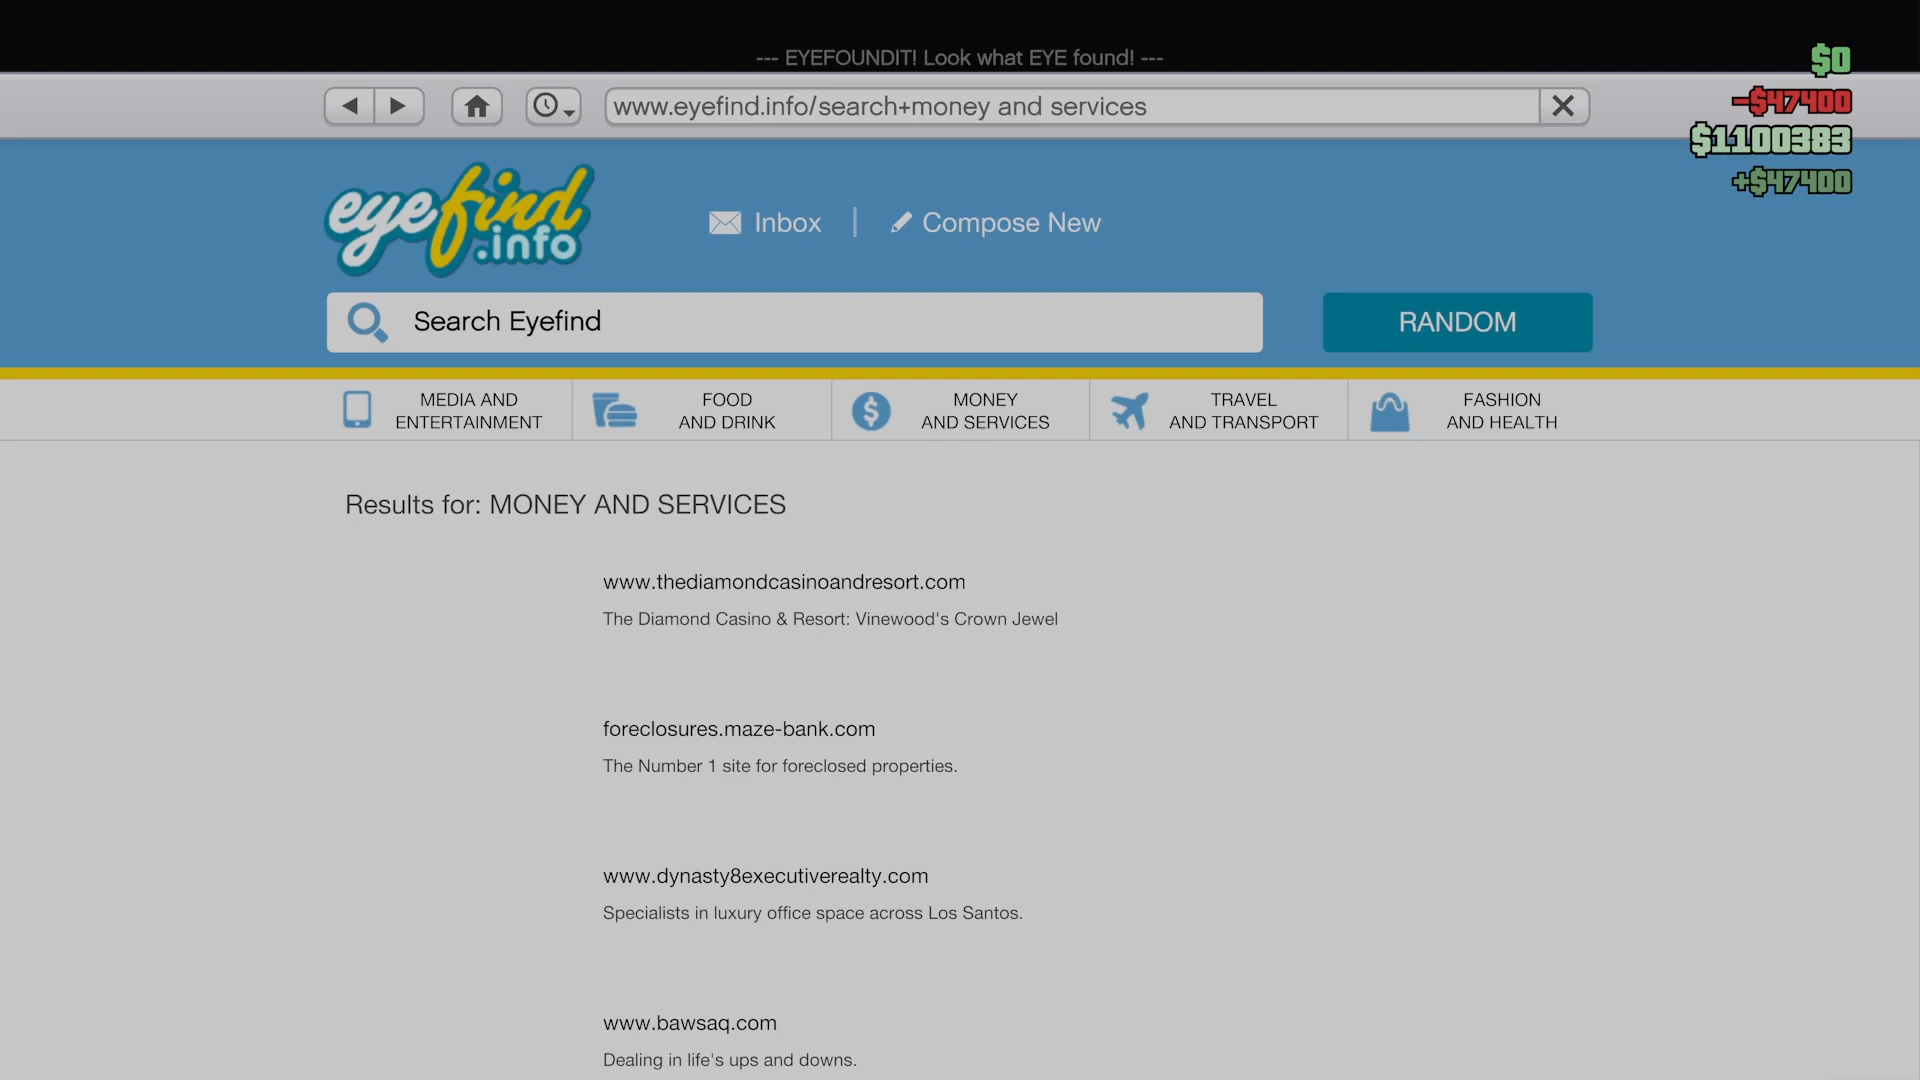 --- EYEFOUNDIT! Look what EYE found! ---
$0
-$47400
$1100383
+$47400
www.eyefind.info/search+money and services
eyefind
.info
Inbox
Compose New
Search Eyefind
RANDOM
MEDIA AND
ENTERTAINMENT
FOOD
AND DRINK
MONEY
AND SERVICES
TRAVEL
AND TRANSPORT
FASHION
AND HEALTH
Results for: MONEY AND SERVICES
www.thediamondcasinoandresort.com
The Diamond Casino & Resort: Vinewood's Crown Jewel
foreclosures.maze-bank.com
The Number 1 site for foreclosed properties.
www.dynasty8executiverealty.com
Specialists in luxury office space across Los Santos.
www.bawsaq.com
Dealing in life's ups and downs.